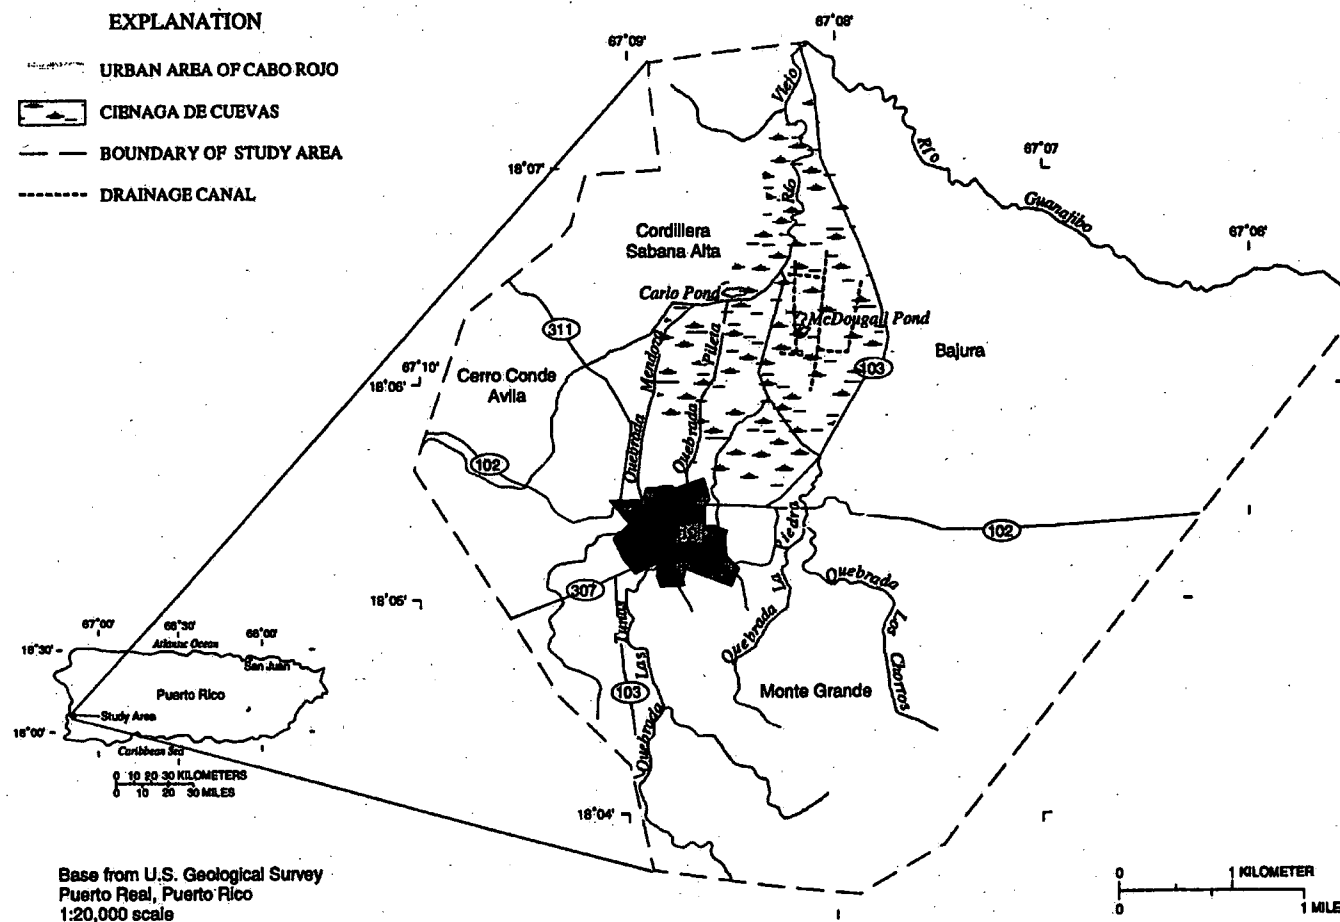 EXPLANATION
URBAN AREA OF CABO ROJO
CIENAGA DE CUEVAS
BOUNDARY OF STUDY AREA
DRAINAGE CANAL
67°09'
67°08'
67°07
67°08'
18°07'
Viejo
Río
Río
Guanajibo
Cordillera
Sabana Alta
Carlo Pond
McDougall Pond
Bajura
311
103
67°10'
18°06'
Cerro Conde
Avila
Quebrada Mendoza
Quebrada Pileta
102
102
307
18°05'
Quebrada La Piedra
Quebrada Los Chorros
Monte Grande
103
Quebrada Las Tunas
18°04'
67°00' 66°30' 66°00'
18°30'
Atlantic Ocean
San Juan
Puerto Rico
Study Area
18°00'
Caribbean Sea
0 10 20 30 KILOMETERS
0 10 20 30 MILES
Base from U.S. Geological Survey
Puerto Real, Puerto Rico
1:20,000 scale
0 1 KILOMETER
0 1 MILE